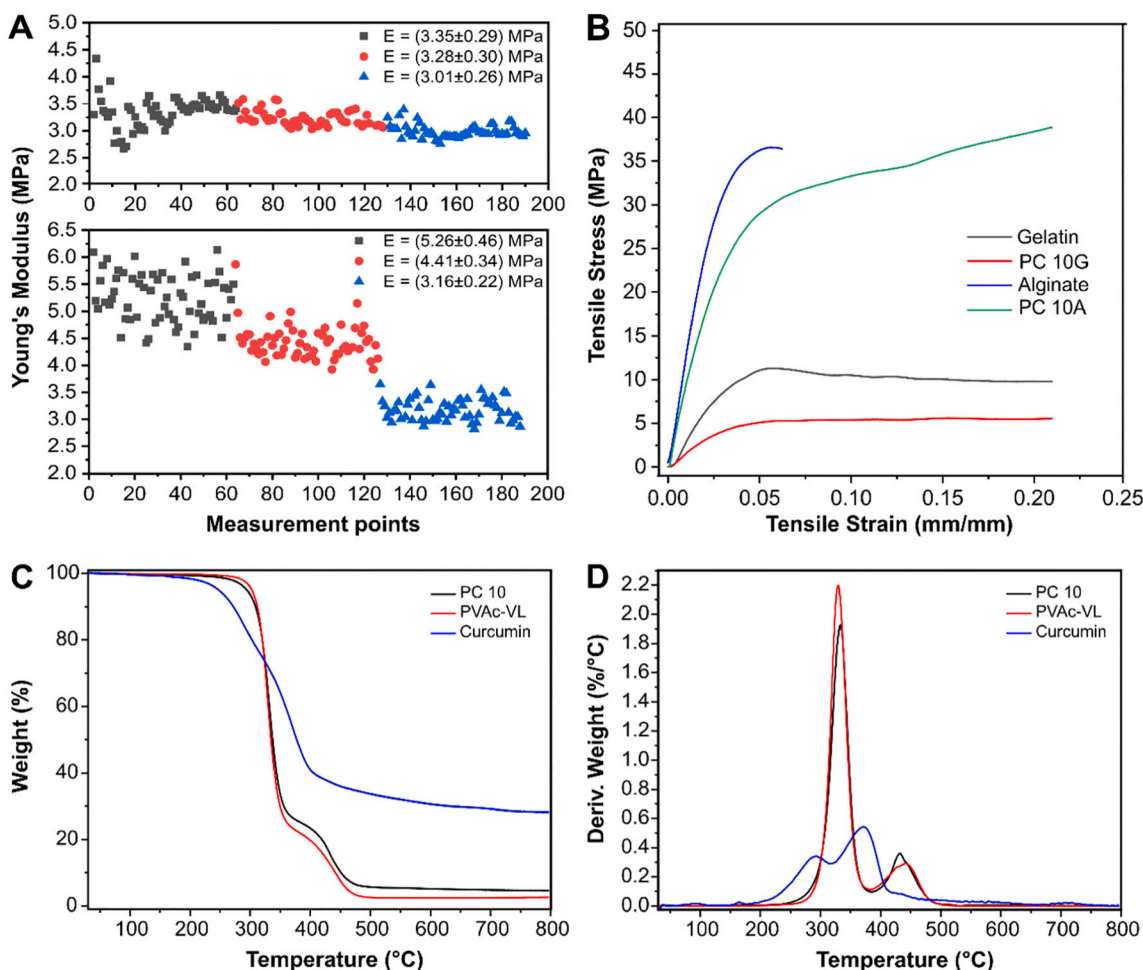 A
5.0
4.5
4.0
3.5
3.0
2.5
2.0
E = (3.35±0.29) MPa
E = (3.28±0.30) MPa
E = (3.01±0.26) MPa
0 20 40 60 80 100 120 140 160 180 200
6.5
6.0
5.5
5.0
4.5
4.0
3.5
3.0
2.5
2.0
E = (5.26±0.46) MPa
E = (4.41±0.34) MPa
E = (3.16±0.22) MPa
0 20 40 60 80 100 120 140 160 180 200
Young's Modulus (MPa)
Measurement points
B
50
45
40
35
30
25
20
15
10
5
0
Tensile Stress (MPa)
Gelatin
PC 10G
Alginate
PC 10A
0.00 0.05 0.10 0.15 0.20 0.25
Tensile Strain (mm/mm)
C
100
80
60
40
20
0
Weight (%)
PC 10
PVAc-VL
Curcumin
100 200 300 400 500 600 700 800
Temperature (°C)
D
2.2
2.0
1.8
1.6
1.4
1.2
1.0
0.8
0.6
0.4
0.2
0.0
Deriv. Weight (%/°C)
PC 10
PVAc-VL
Curcumin
100 200 300 400 500 600 700 800
Temperature (°C)